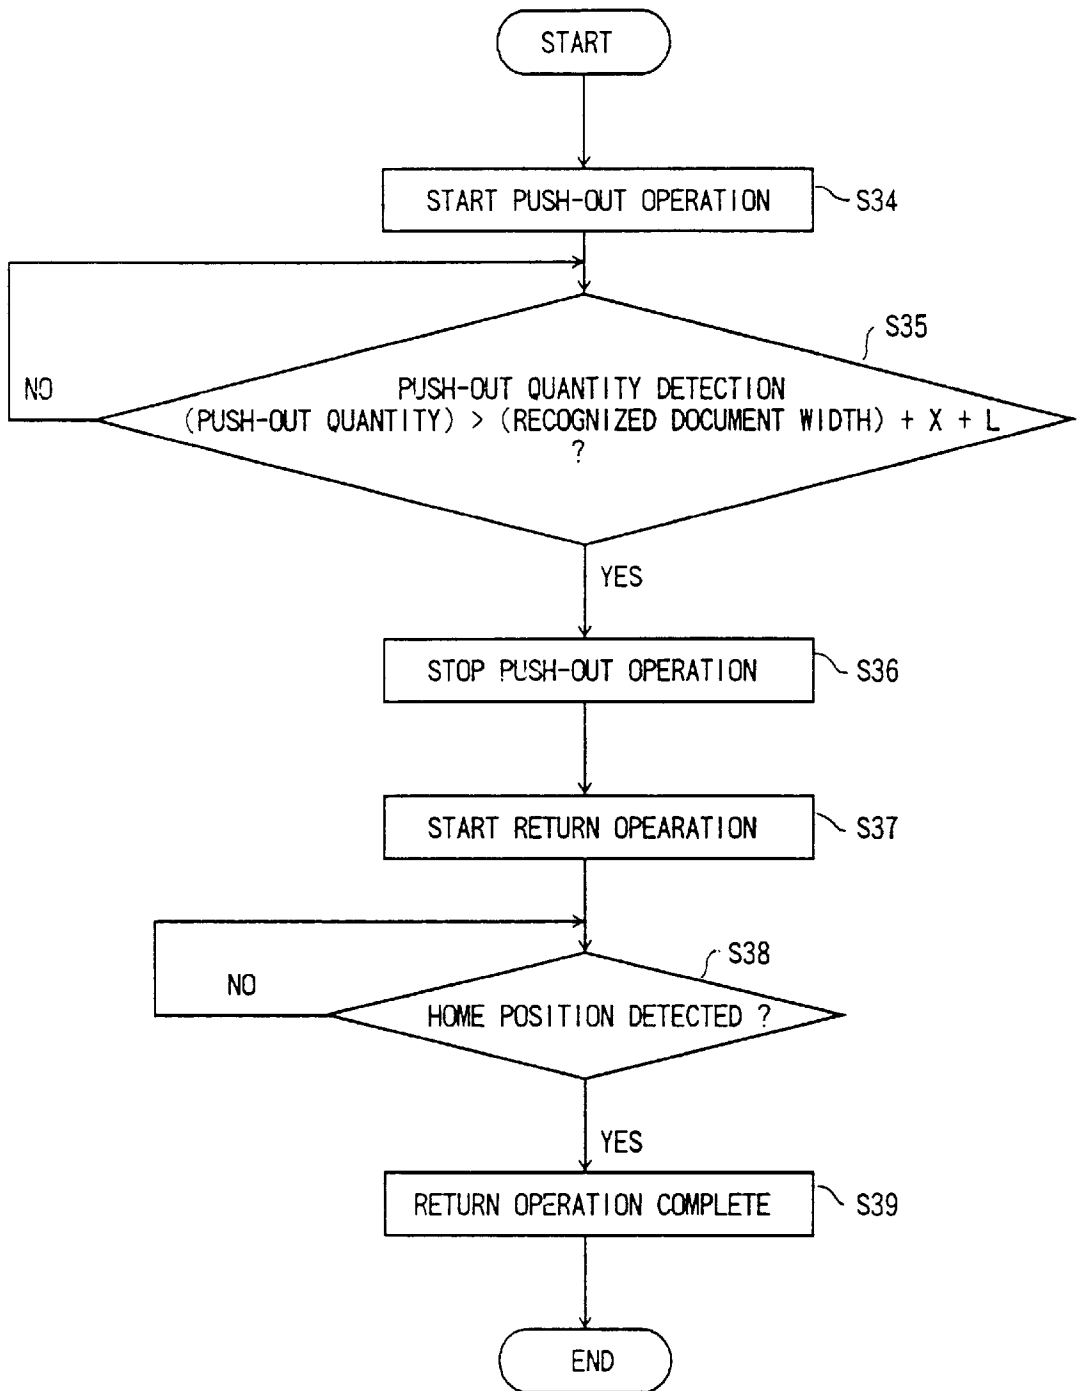 START
START PUSH-OUT OPERATION
S34
S35
NO
PUSH-OUT QUANTITY DETECTION
(PUSH-OUT QUANTITY) > (RECOGNIZED DOCUMENT WIDTH) + X + L
?
YES
STOP PUSH-OUT OPERATION
S36
START RETURN OPEARATION
S37
S38
NO
HOME POSITION DETECTED ?
YES
RETURN OPERATION COMPLETE
S39
END